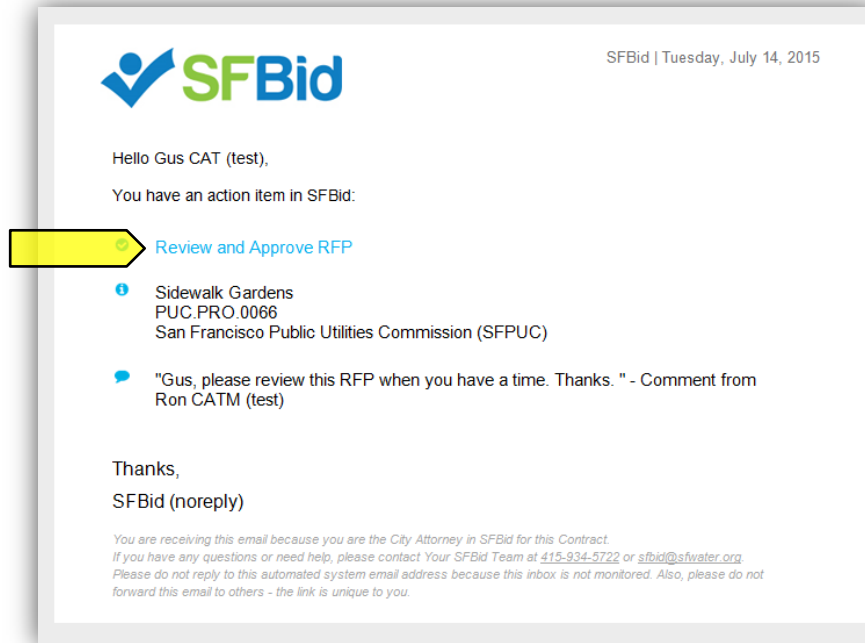 SFBid
SFBid | Tuesday, July 14, 2015
Hello Gus CAT (test),
You have an action item in SFBid:
Review and Approve RFP
Sidewalk Gardens
PUC.PRO.0066
San Francisco Public Utilities Commission (SFPUC)
"Gus, please review this RFP when you have a time. Thanks. " - Comment from
Ron CATM (test)
Thanks,
SFBid (noreply)
You are receiving this email because you are the City Attorney in SFBid for this Contract.
If you have any questions or need help, please contact Your SFBid Team at 415-934-5722 or sfbid@sfwater.org.
Please do not reply to this automated system email address because this inbox is not monitored. Also, please do not
forward this email to others - the link is unique to you.